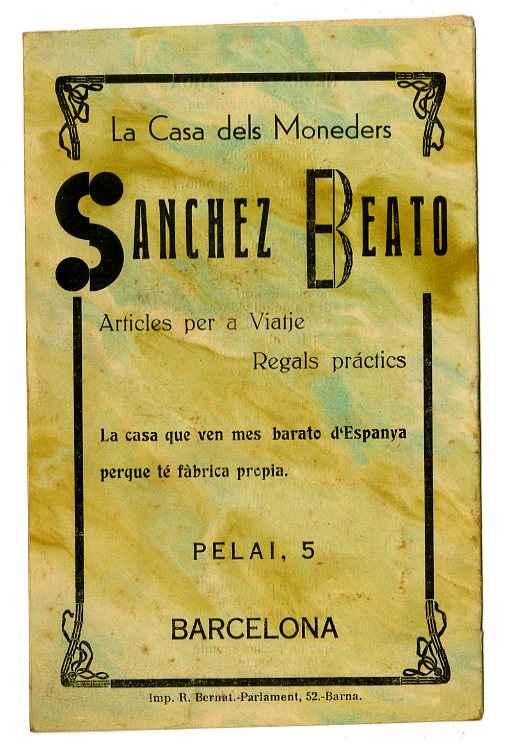 La Casa dels Moneders
SANCHEZ BEATO
Articles per a Viatje
Regals práctics
La casa que ven mes barato d'Espanya
perque té fàbrica propia.
PELAI, 5
BARCELONA
Imp. R. Bernat.-Parlament, 52.-Barna.